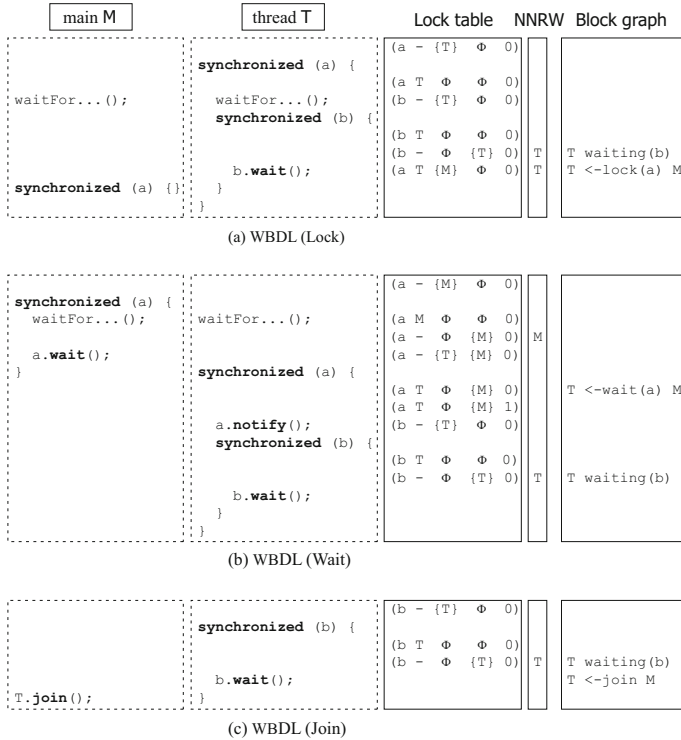 main M thread T Lock table NNRW Block graph
(a - {T} Φ 0)
synchronized (a) {
(a T Φ Φ 0)
waitFor...(); waitFor...(); (b - {T} Φ 0)
synchronized (b) {
(b T Φ Φ 0)
(b - Φ {T} 0) T T waiting(b)
b.wait(); (a T {M} Φ 0) T T <-lock(a) M
synchronized (a) {} }
}
(a) WBDL (Lock)
(a - {M} Φ 0)
synchronized (a) {
waitFor...(); waitFor...(); (a M Φ Φ 0)
(a - Φ {M} 0) M
a.wait(); (a - {T} {M} 0)
} synchronized (a) {
(a T Φ {M} 0) T <-wait(a) M
(a T Φ {M} 1)
a.notify(); (b - {T} Φ 0)
synchronized (b) {
(b T Φ Φ 0)
(b - Φ {T} 0) T T waiting(b)
b.wait();
}
}
(b) WBDL (Wait)
(b - {T} Φ 0)
synchronized (b) {
(b T Φ Φ 0)
(b - Φ {T} 0) T T waiting(b)
b.wait(); T <-join M
T.join(); }
(c) WBDL (Join)